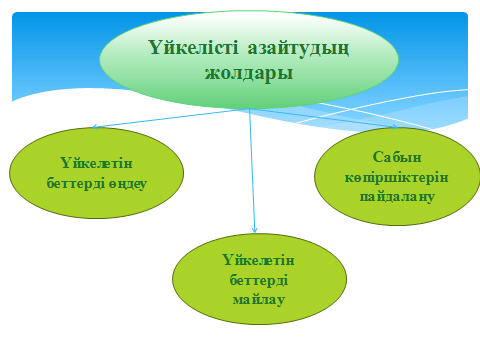 Үйкелісті азайтудың
жолдары
Үйкелетін
беттерді өңдеу
Сабын
көпіршіктерін
пайдалану
Үйкелетін
беттерді
майлау